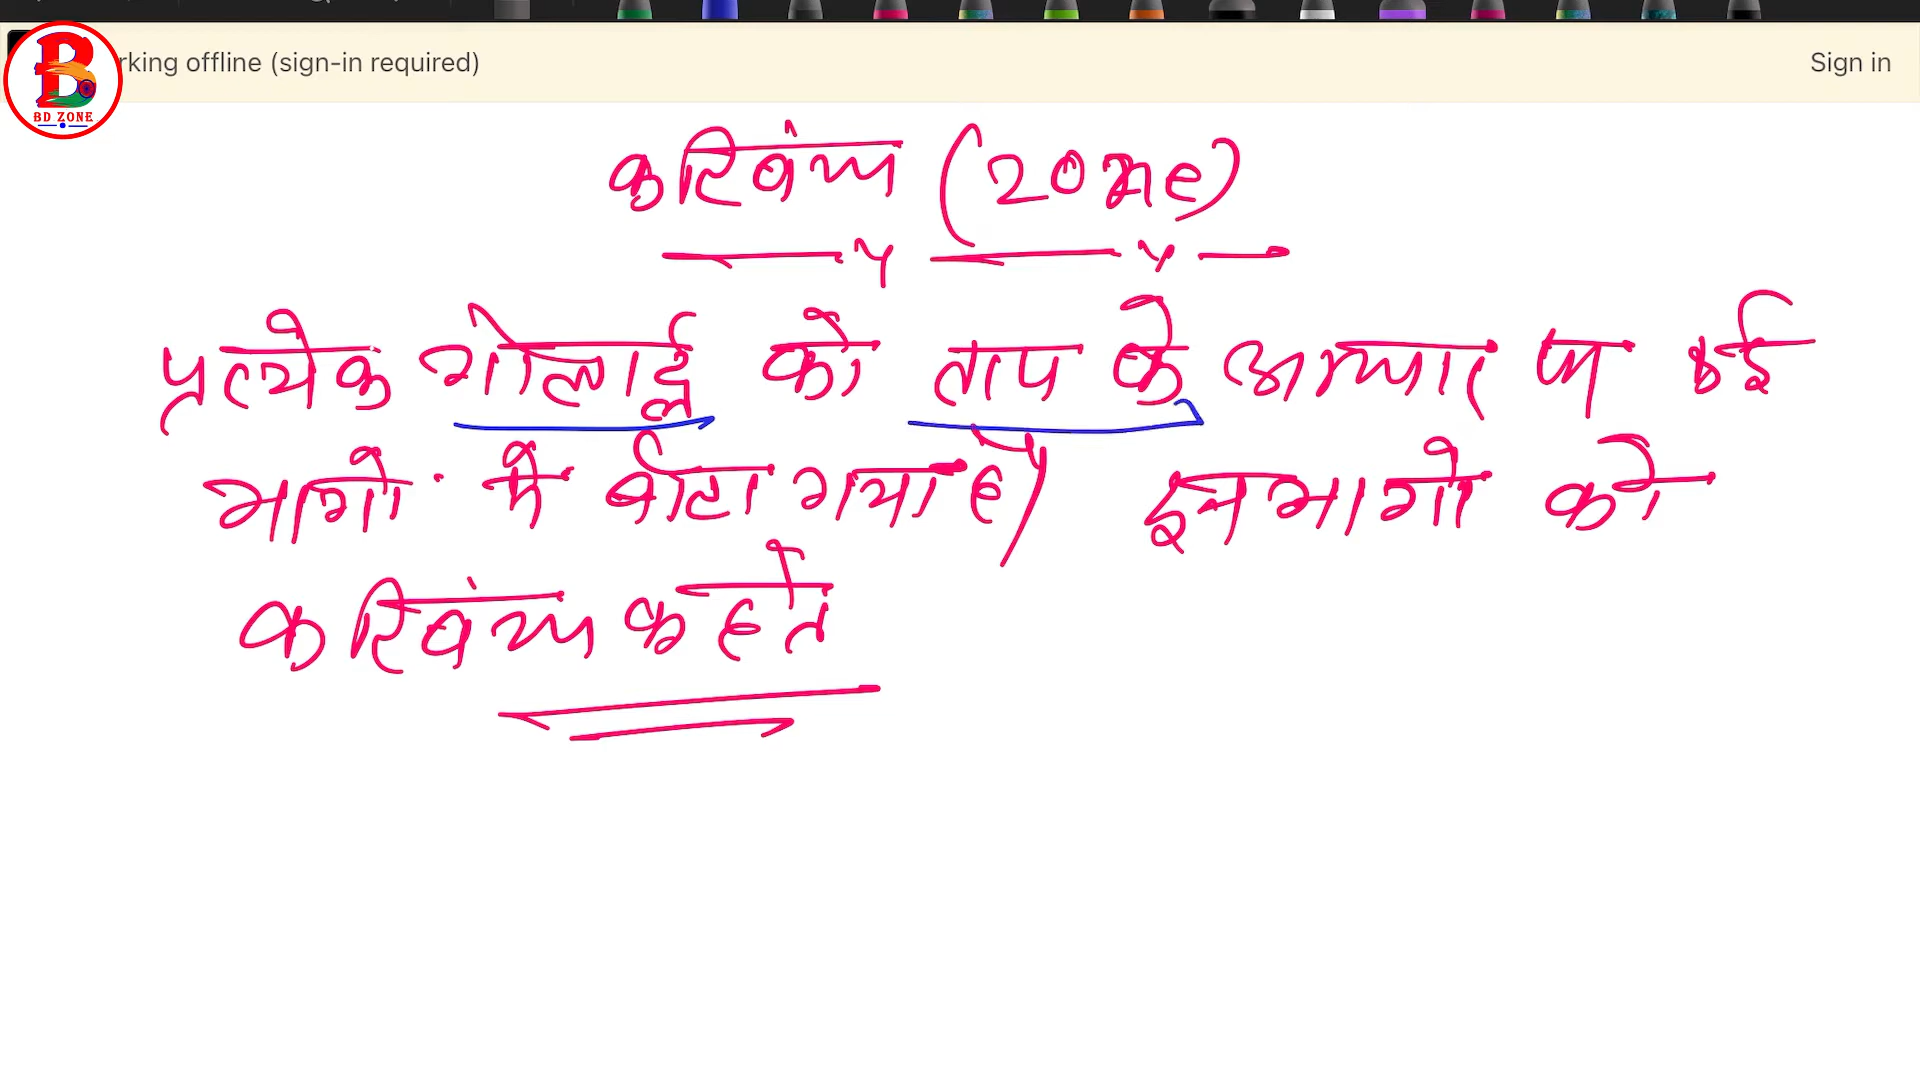 BD ZONE
rking offline (sign-in required)
Sign in
कटिबंध (zone)
प्रत्येक गोलार्द्ध को ताप के आधार पर कई
भागों में बाँटा गया है। इन भागों को
कटिबंध कहते